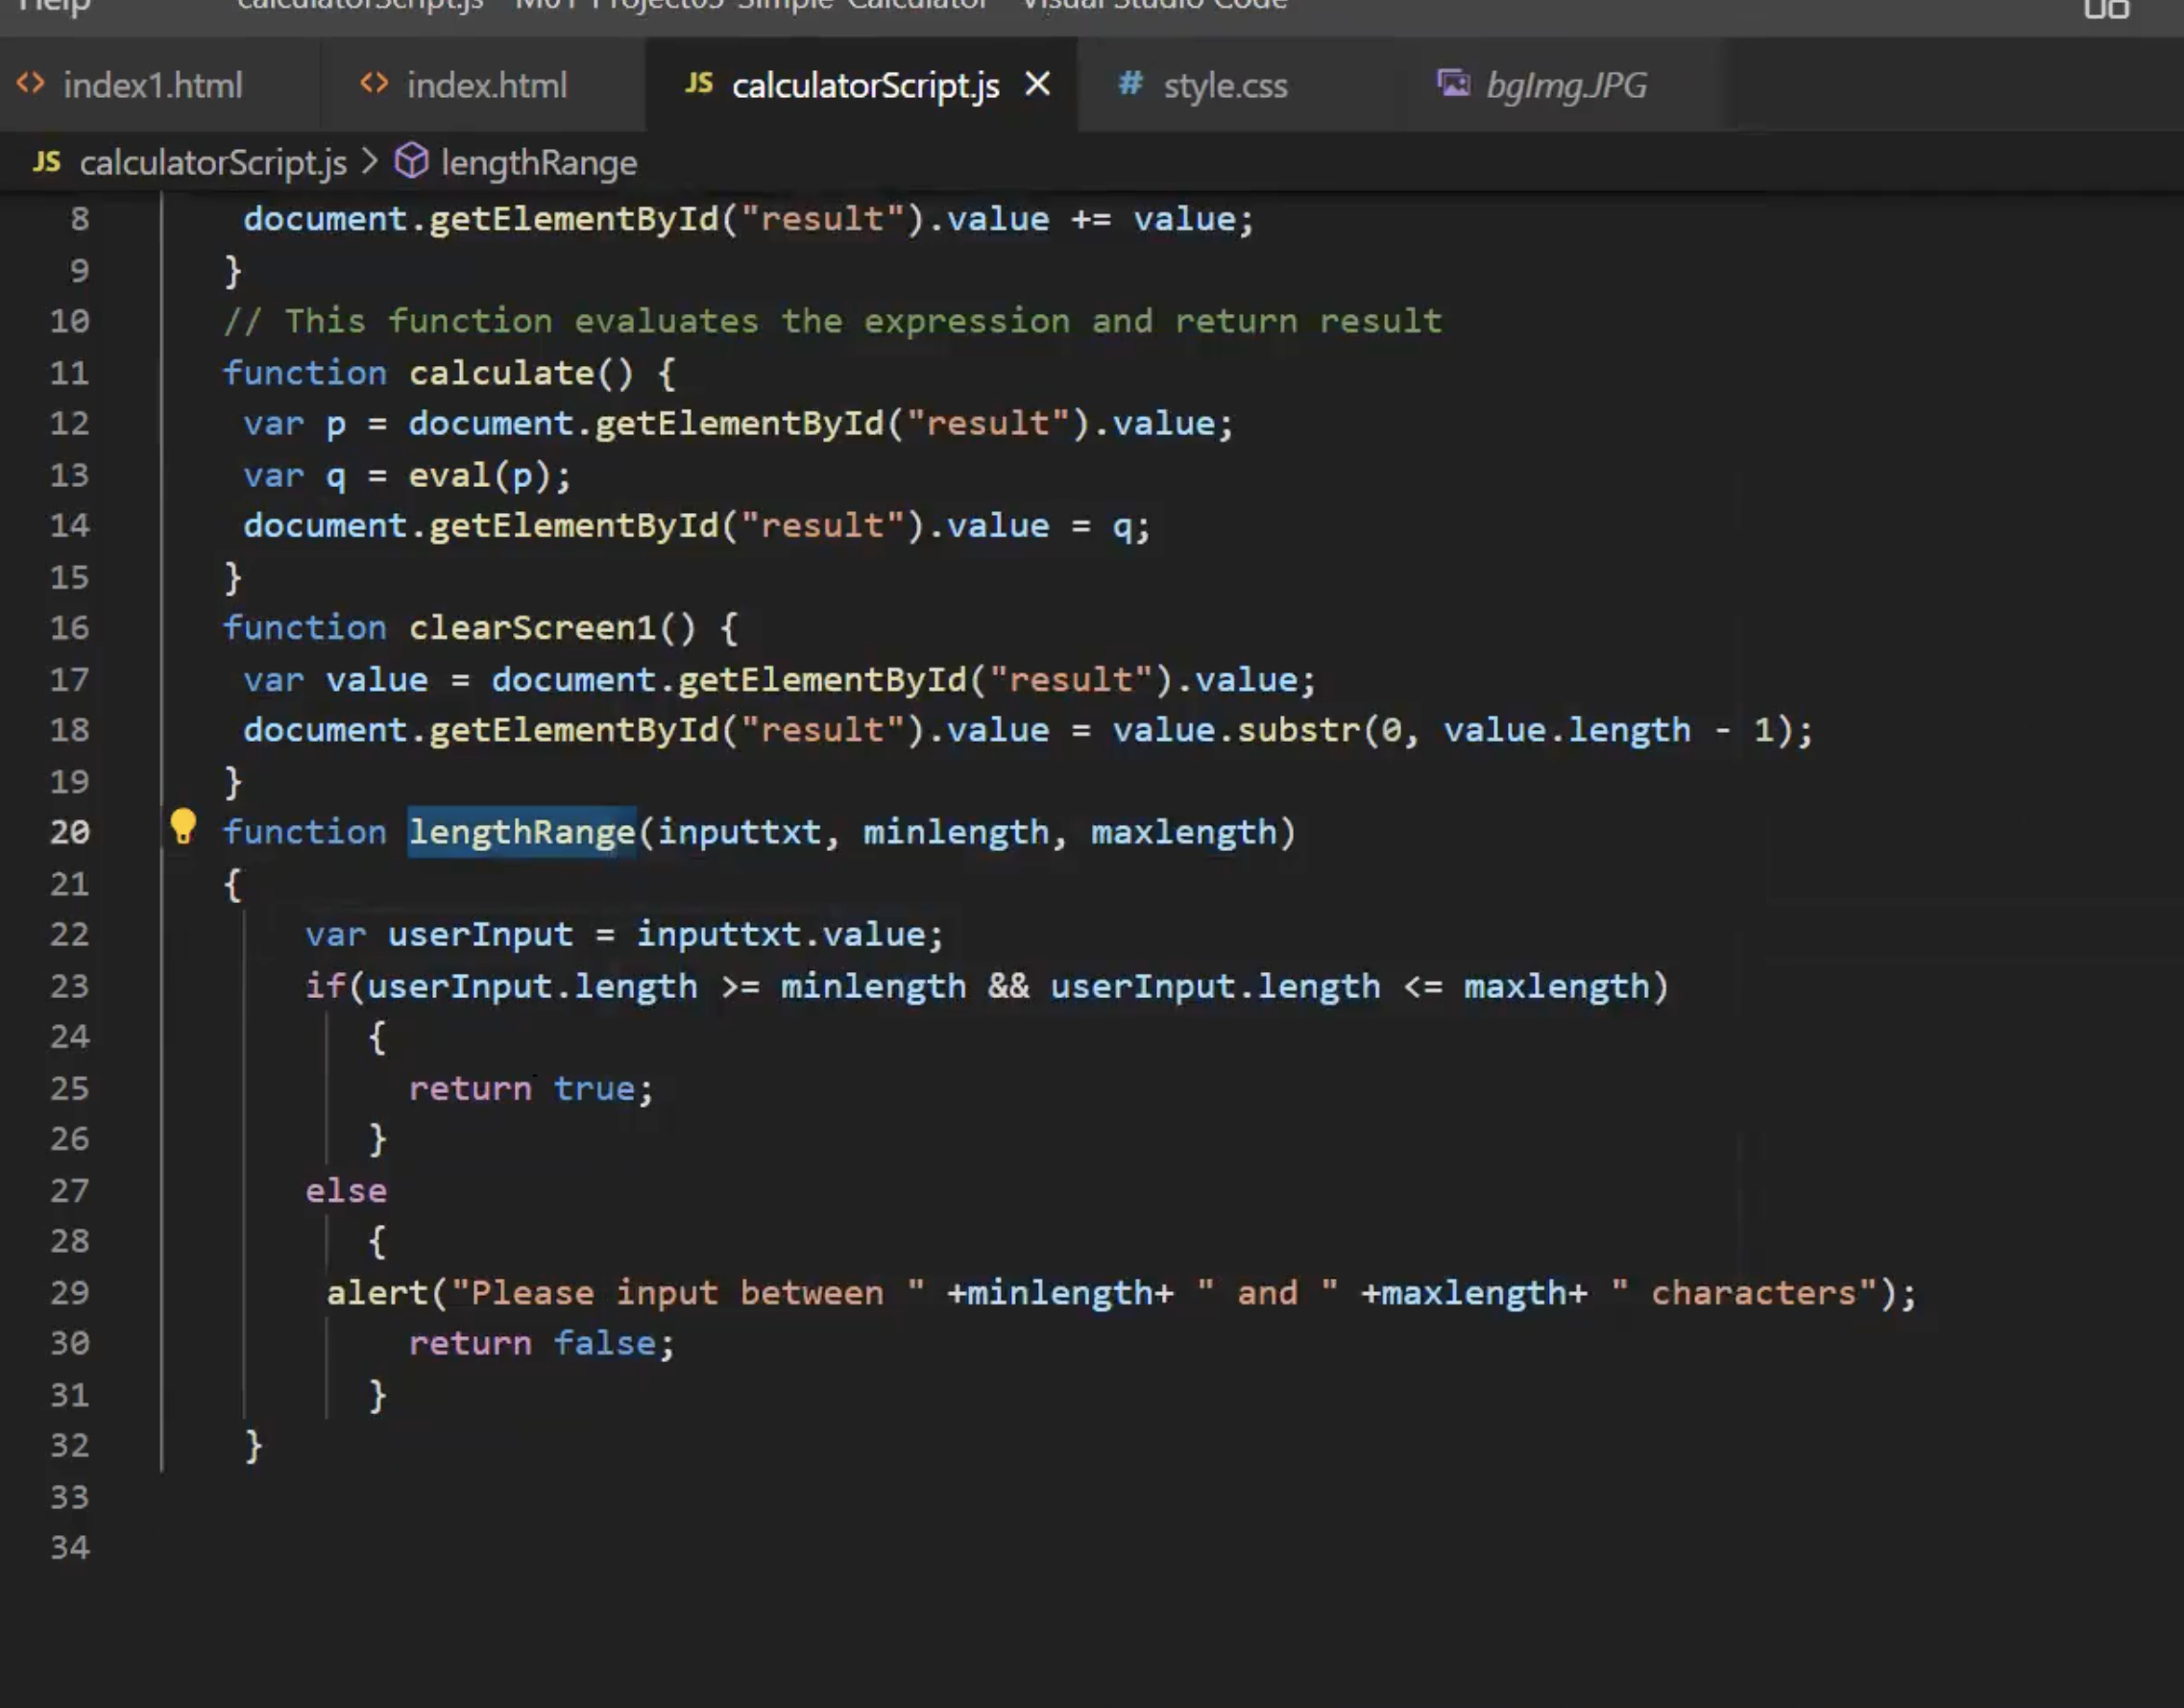 Help calculatorScript.js - M01-Project05-Simple-Calculator - Visual Studio Code
index1.html index.html JS calculatorScript.js # style.css bgImg.JPG
JS calculatorScript.js > lengthRange
8 document.getElementById("result").value += value;
9 }
10 // This function evaluates the expression and return result
11 function calculate() {
12 var p = document.getElementById("result").value;
13 var q = eval(p);
14 document.getElementById("result").value = q;
15 }
16 function clearScreen1() {
17 var value = document.getElementById("result").value;
18 document.getElementById("result").value = value.substr(0, value.length - 1);
19 }
20 function lengthRange(inputtxt, minlength, maxlength)
21 {
22 var userInput = inputtxt.value;
23 if(userInput.length >= minlength && userInput.length <= maxlength)
24 {
25 return true;
26 }
27 else
28 {
29 alert("Please input between " +minlength+ " and " +maxlength+ " characters");
30 return false;
31 }
32 }
33
34